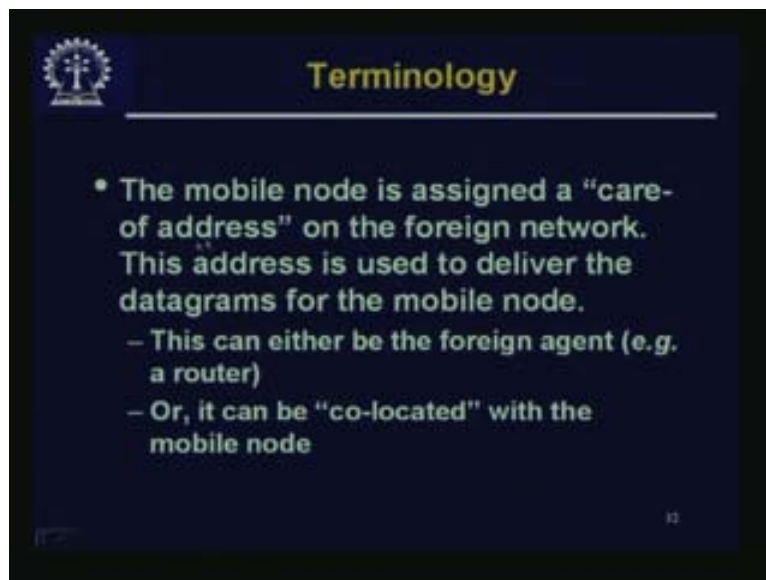 Terminology
• The mobile node is assigned a “care-
of address” on the foreign network.
This address is used to deliver the
datagrams for the mobile node.
– This can either be the foreign agent (e.g.
a router)
– Or, it can be “co-located” with the
mobile node